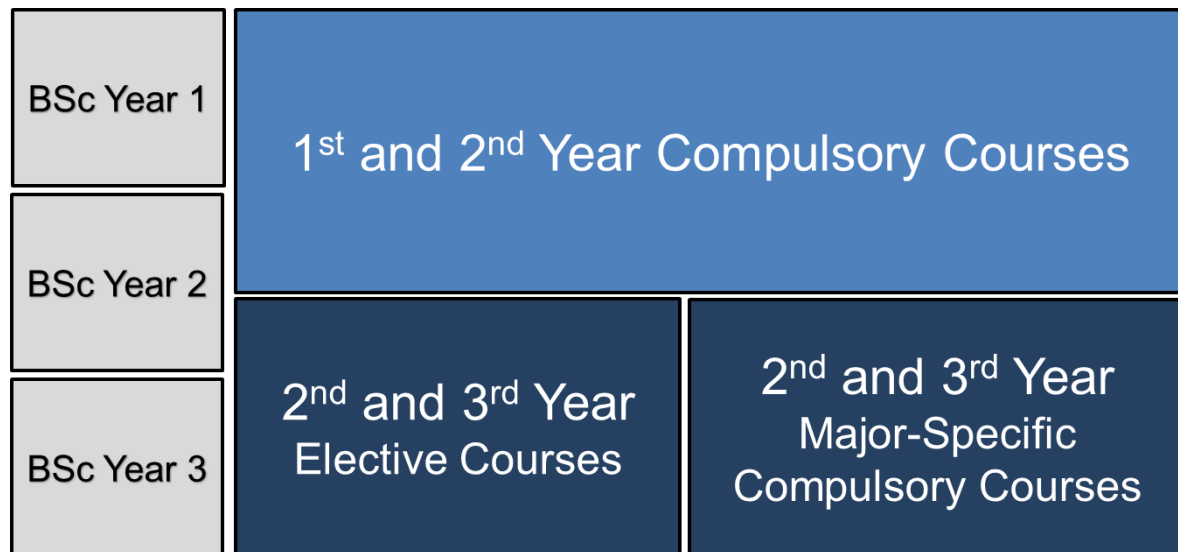 BSc Year 1
1st and 2nd Year Compulsory Courses
BSc Year 2
2nd and 3rd Year
Elective Courses
2nd and 3rd Year
Major-Specific
Compulsory Courses
BSc Year 3